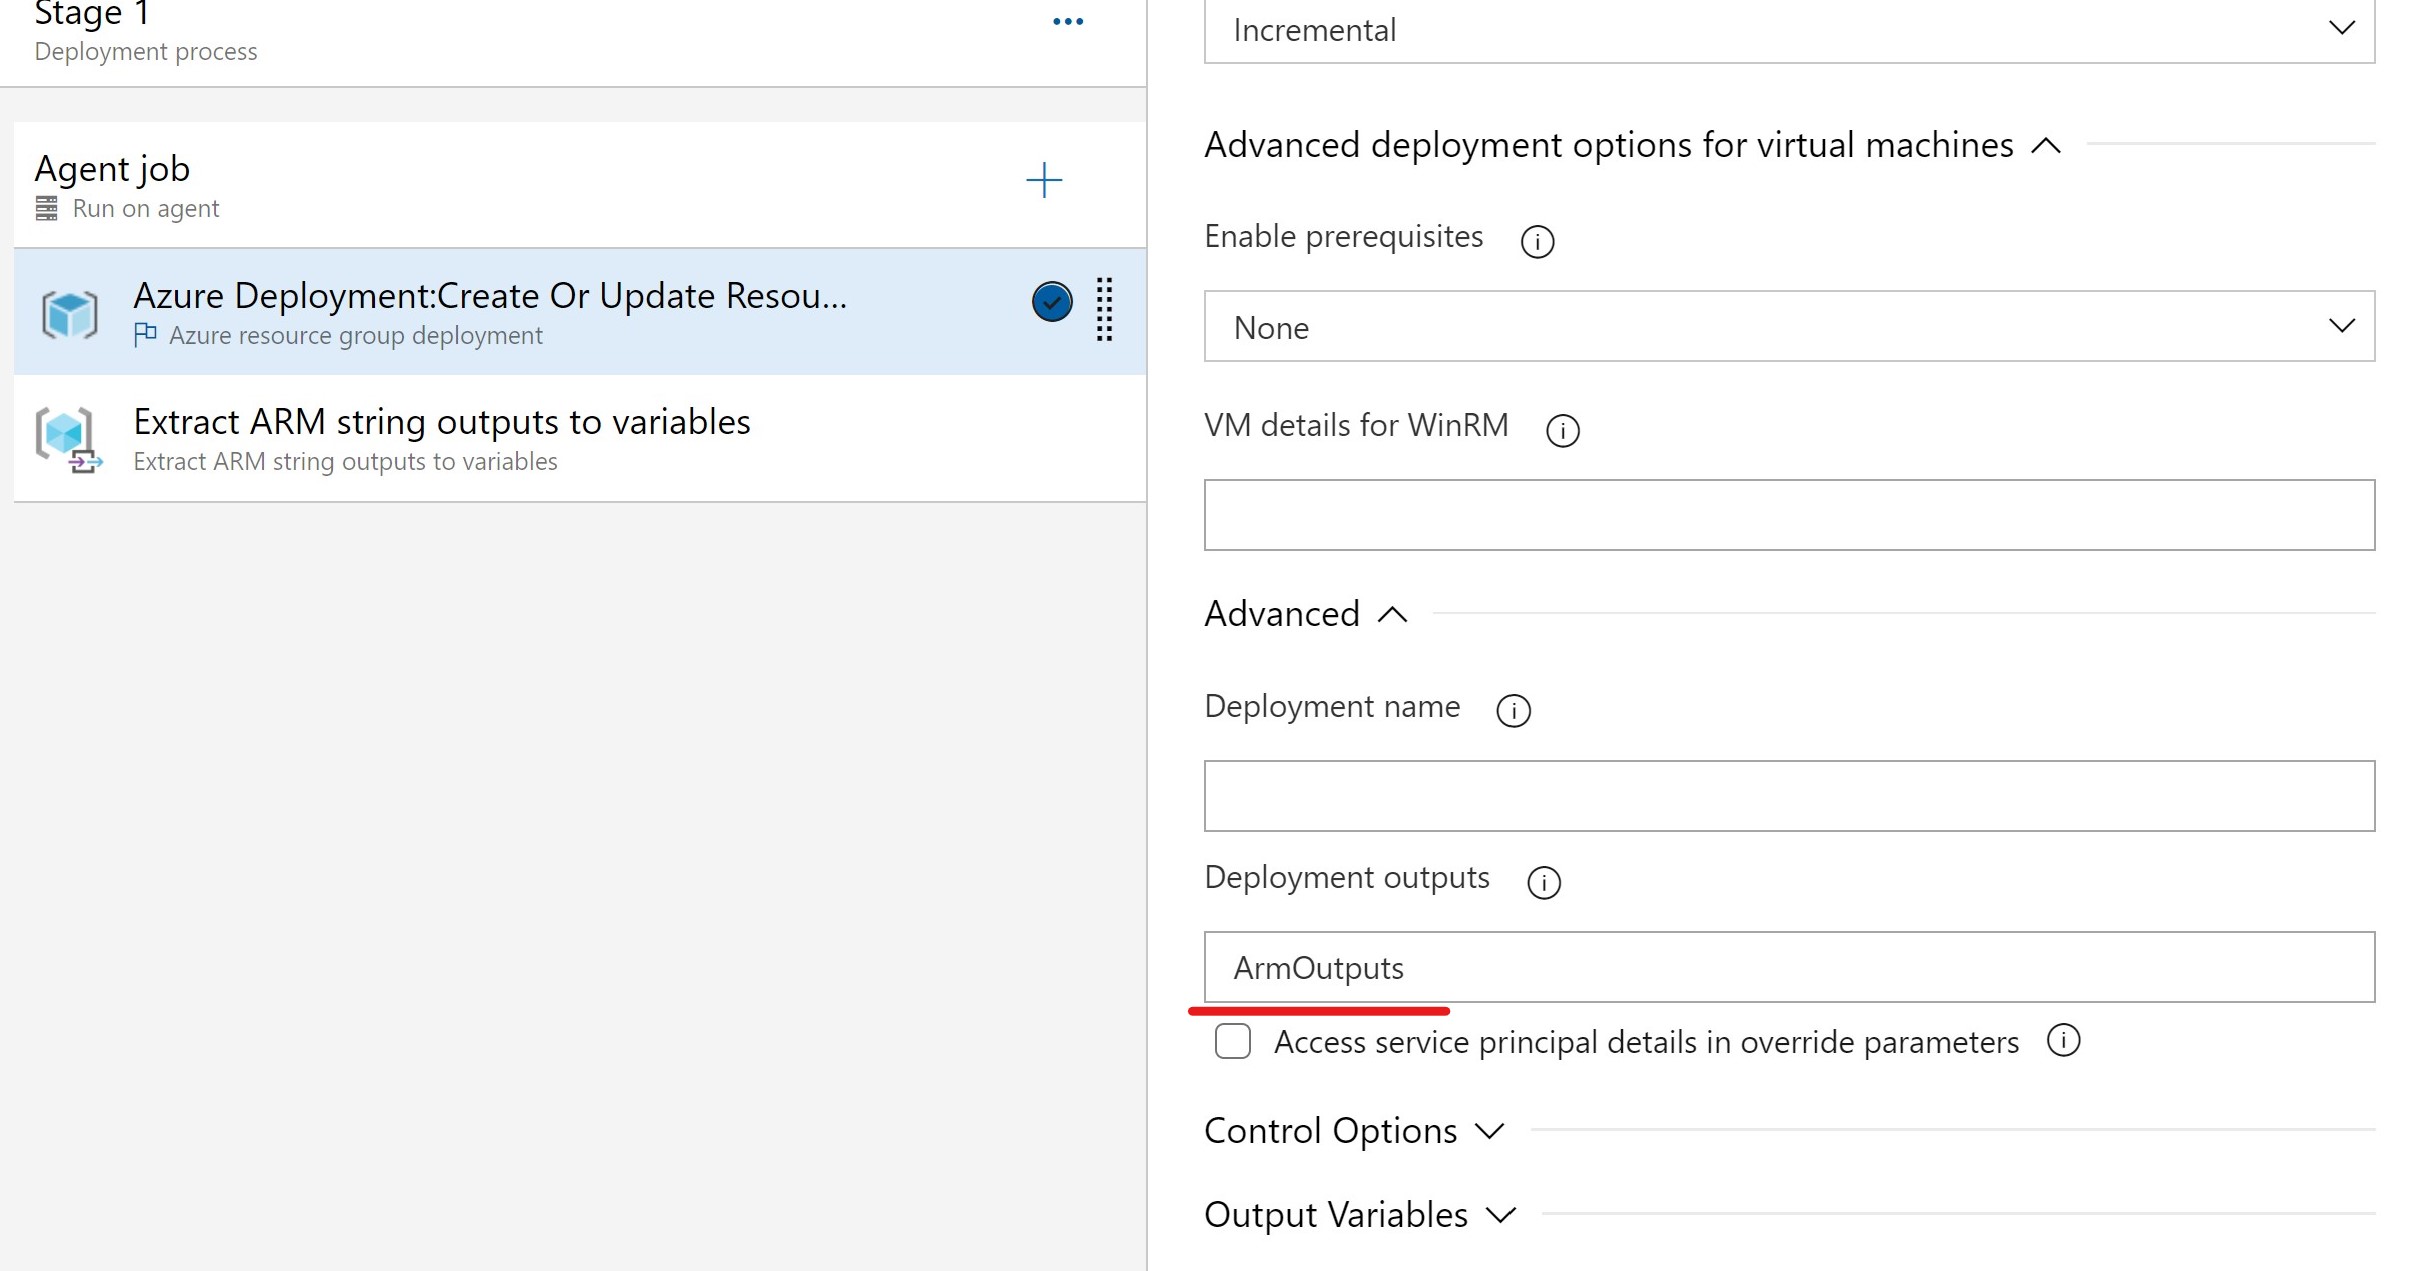 Stage 1
Deployment process
Agent job
Run on agent
Azure Deployment:Create Or Update Resou...
Azure resource group deployment
Extract ARM string outputs to variables
Extract ARM string outputs to variables
Incremental
Advanced deployment options for virtual machines
Enable prerequisites
None
VM details for WinRM
Advanced
Deployment name
Deployment outputs
ArmOutputs
Access service principal details in override parameters
Control Options
Output Variables